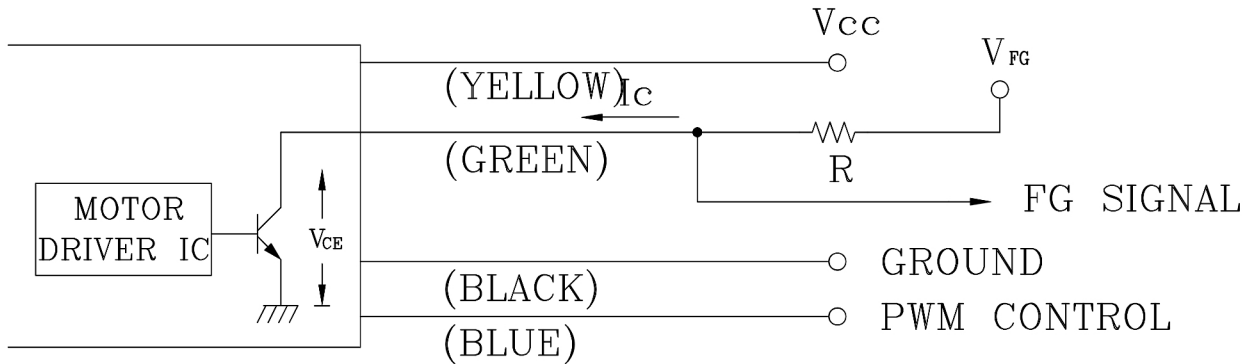 Vcc
VFG
(YELLOW)
Ic
(GREEN)
R
MOTOR
DRIVER IC
VCE
FG SIGNAL
GROUND
(BLACK)
PWM CONTROL
(BLUE)